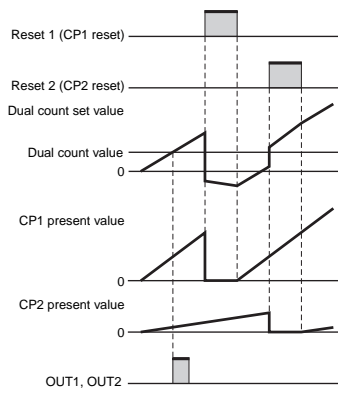 Reset 1 (CP1 reset)
Reset 2 (CP2 reset)
Dual count set value
Dual count value
0
CP1 present value
0
CP2 present value
0
OUT1, OUT2